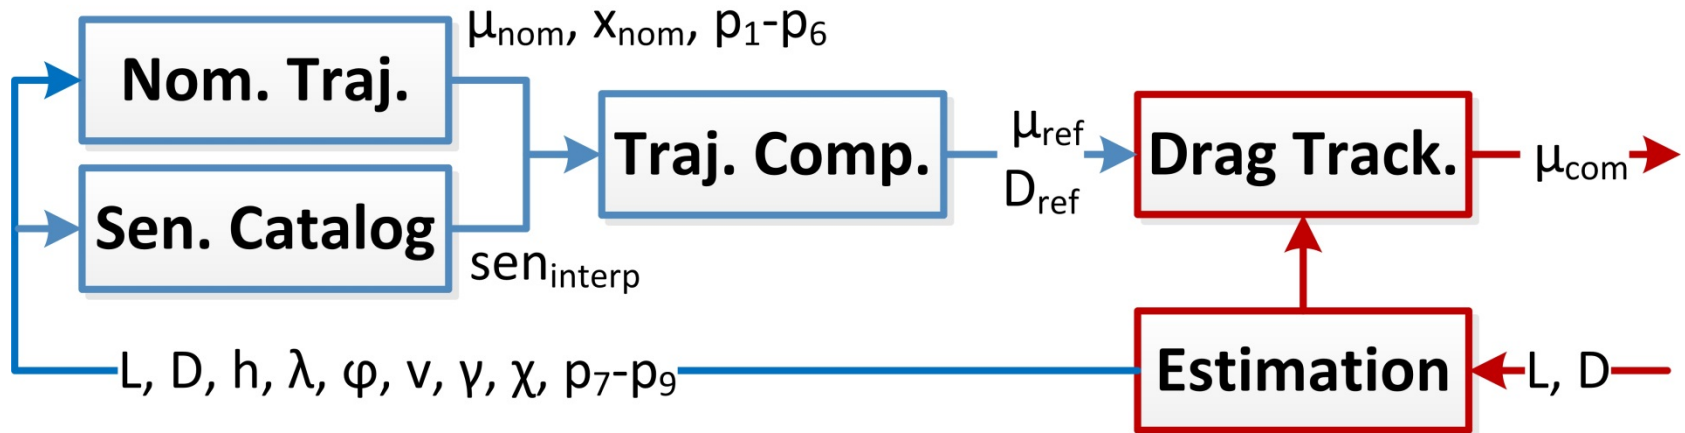 μnom, xnom, p1-p6
Nom. Traj.
Traj. Comp.
μref
Dref
Drag Track.
μcom
Sen. Catalog
seninterp
L, D, h, λ, φ, v, γ, χ, p7-p9
Estimation
L, D